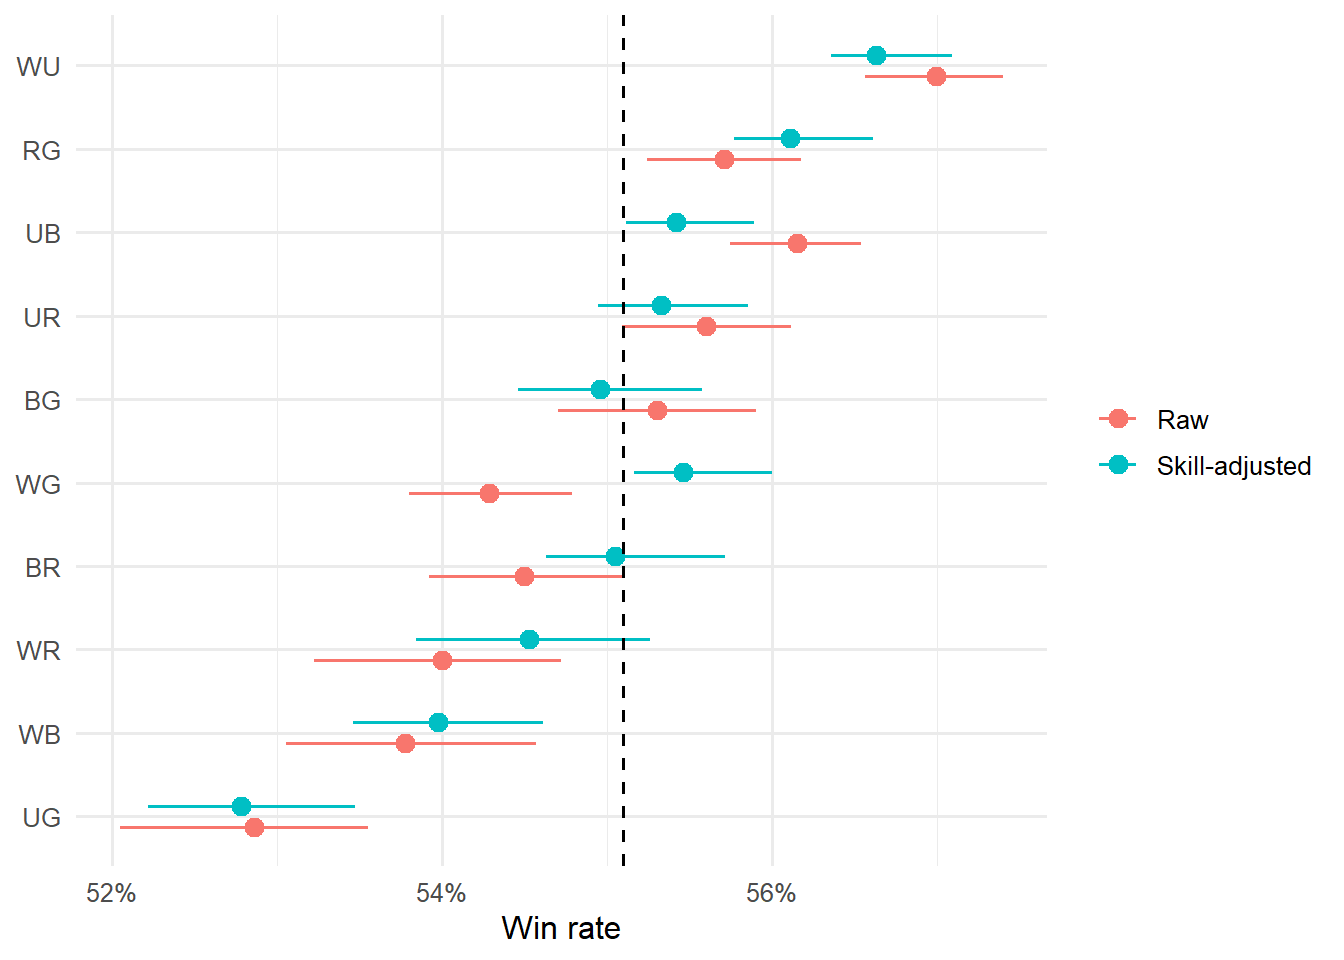 WU
RG
UB
UR
BG
WG
BR
WR
WB
UG
52% 54% 56%
Win rate
Raw
Skill-adjusted